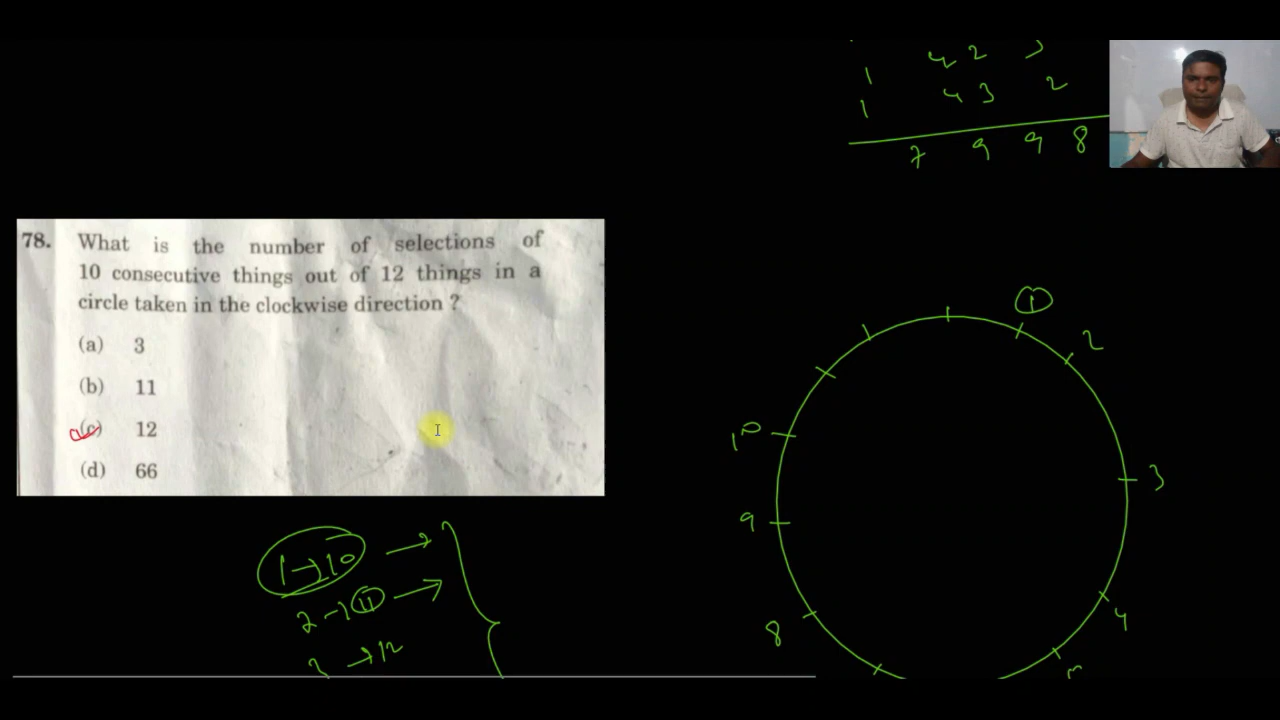 1 4 2 3
1 4 3 2
7 9 9 8
78. What is the number of selections of
10 consecutive things out of 12 things in a
circle taken in the clockwise direction ?
(a) 3
(b) 11
(c) 12
(d) 66
1
2
3
4
8
9
10
1→10 →
2→11 →
3→12